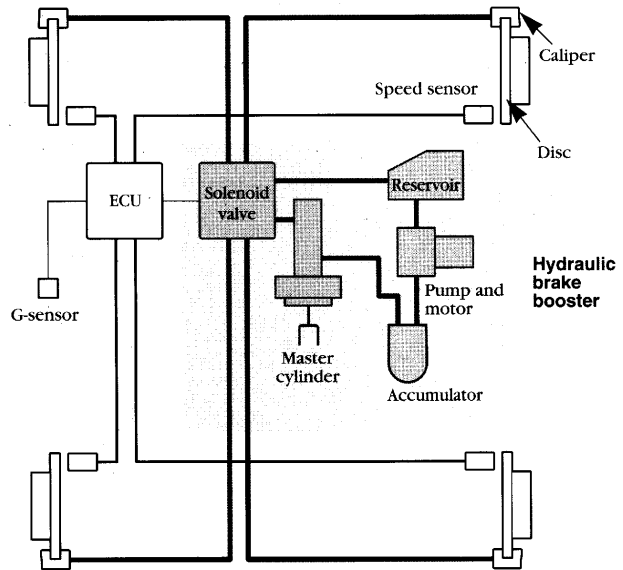 Caliper
Speed sensor
Disc
ECU
Solenoid
valve
Reservoir
Hydraulic
brake
booster
Pump and
motor
G-sensor
Master
cylinder
Accumulator